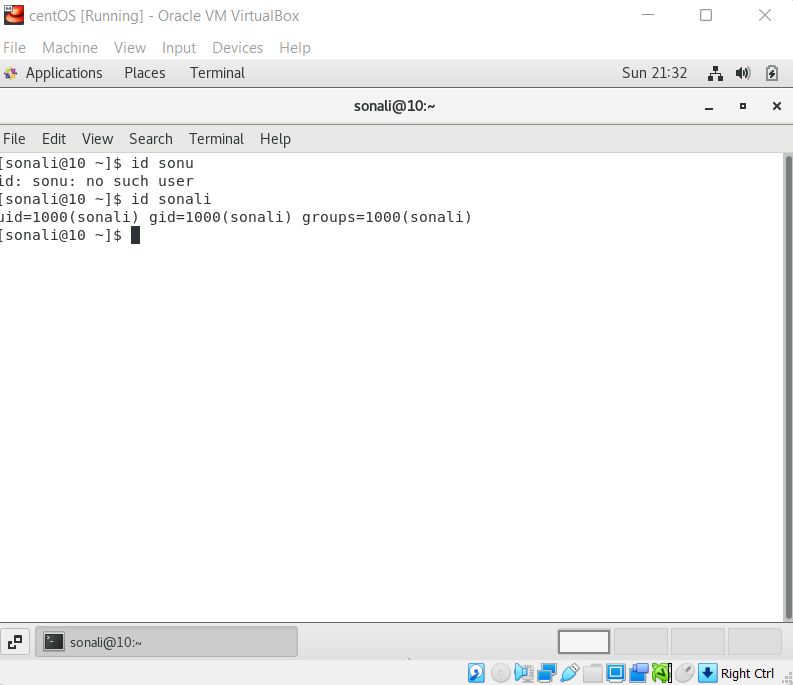 centOS [Running] - Oracle VM VirtualBox
File Machine View Input Devices Help
Applications Places Terminal Sun 21:32
sonali@10:~
File Edit View Search Terminal Help
[sonali@10 ~]$ id sonu
id: sonu: no such user
[sonali@10 ~]$ id sonali
uid=1000(sonali) gid=1000(sonali) groups=1000(sonali)
[sonali@10 ~]$
sonali@10:~
Right Ctrl